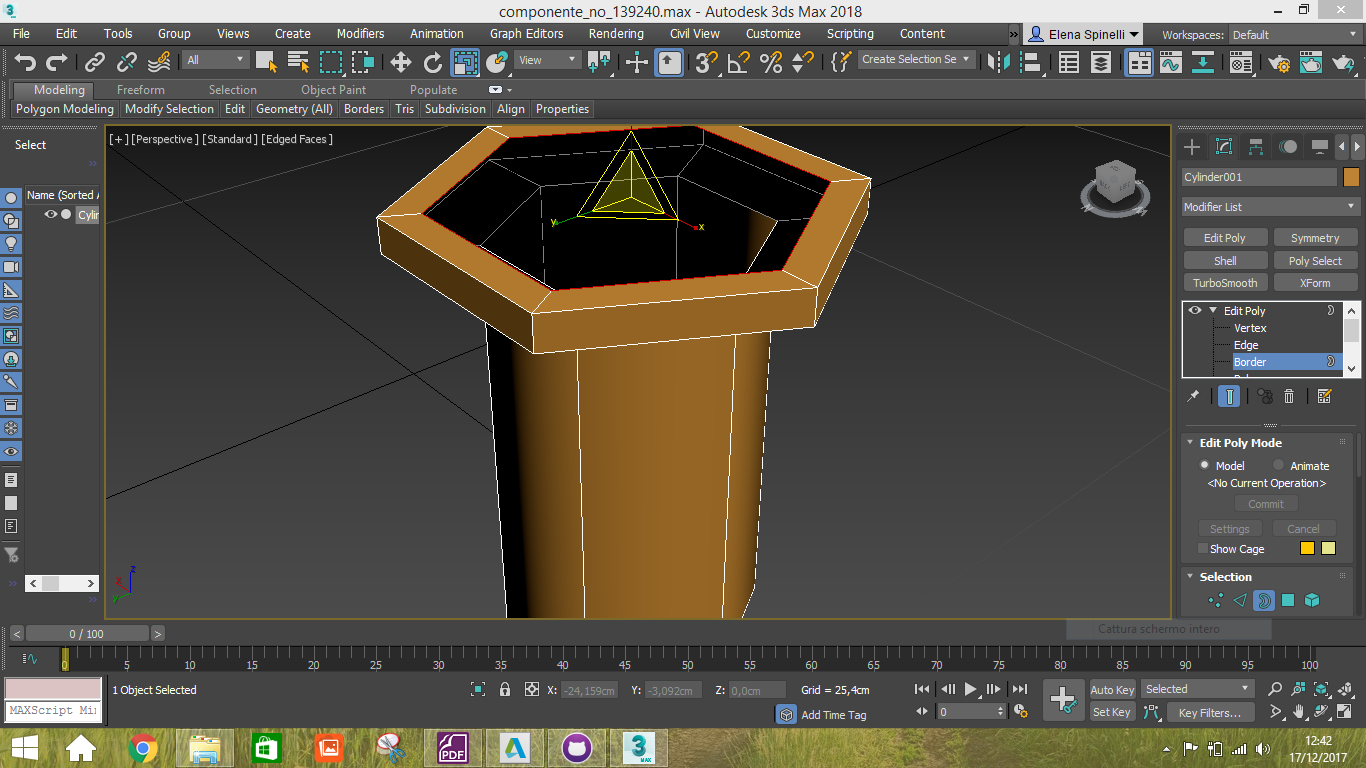 componente_no_139240.max - Autodesk 3ds Max 2018
File Edit Tools Group Views Create Modifiers Animation Graph Editors Rendering Civil View Customize Scripting Content » Elena Spinelli Workspaces: Default
All View Create Selection Se
Modeling Freeform Selection Object Paint Populate
Polygon Modeling Modify Selection Edit Geometry (All) Borders Tris Subdivision Align Properties
Select
Name (Sorted A
Cylin
[+] [Perspective] [Standard] [Edged Faces]
y
x
z
x
y
Cylinder001
Modifier List
Edit Poly Symmetry
Shell Poly Select
TurboSmooth XForm
Edit Poly
Vertex
Edge
Border
Edit Poly Mode
Model Animate
<No Current Operation>
Commit
Settings Cancel
Show Cage
Selection
Cattura schermo intero
< 0 / 100 >
0 5 10 15 20 25 30 35 40 45 50 55 60 65 70 75 80 85 90 95 100
1 Object Selected X: -24,159cm Y: -3,092cm Z: 0,0cm Grid = 25,4cm Auto Key Selected
MAXScript Min Add Time Tag 0 Set Key Key Filters...
PDF
3
MAX
12:42
17/12/2017